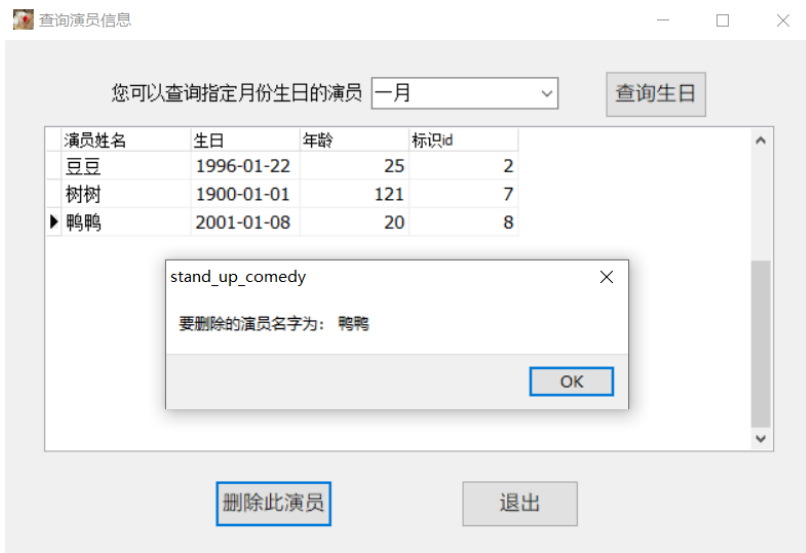 查询演员信息
您可以查询指定月份生日的演员 一月 查询生日
演员姓名 生日 年龄 标识id
豆豆 1996-01-22 25 2
树树 1900-01-01 121 7
鸭鸭 2001-01-08 20 8
stand_up_comedy
要删除的演员名字为： 鸭鸭
OK
删除此演员 退出